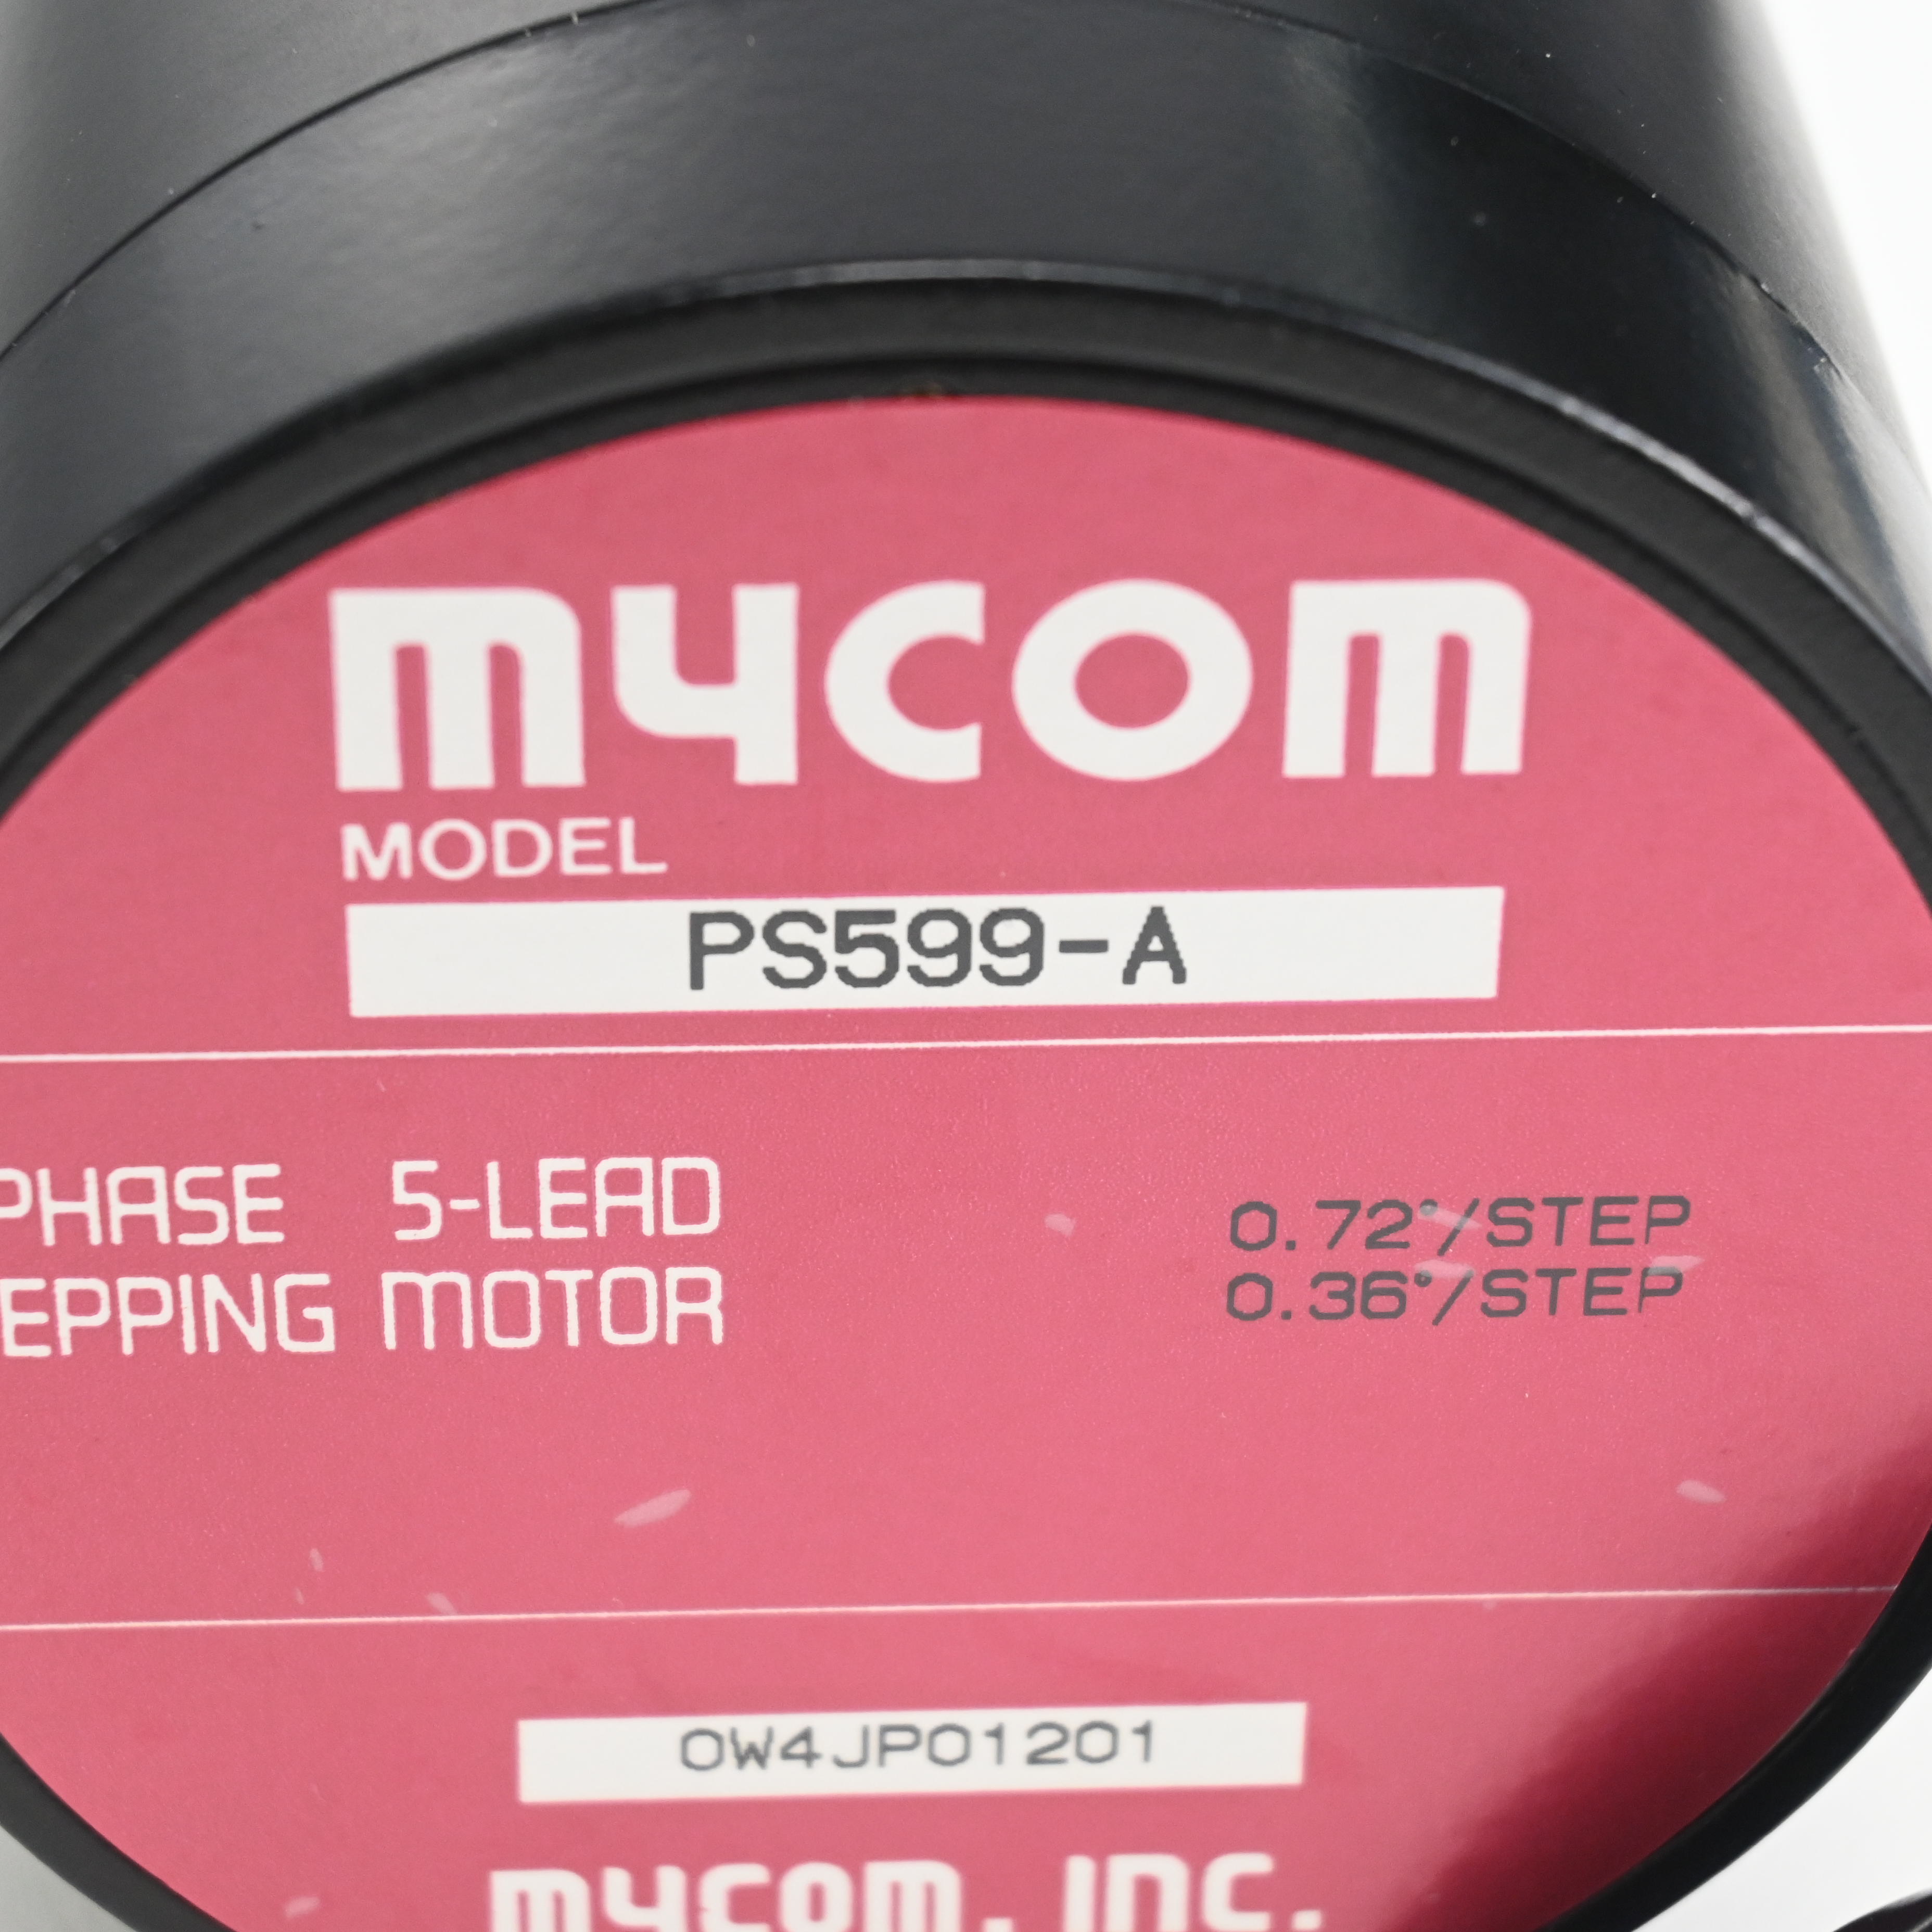 mycom
MODEL
PS599-A
PHASE 5-LEAD
EPPING MOTOR
0.72°/STEP
0.36°/STEP
0W4JP01201
mycom, INC.